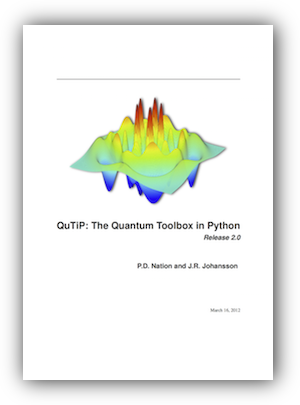 QuTiP: The Quantum Toolbox in Python
Release 2.0
P.D. Nation and J.R. Johansson
March 16, 2012